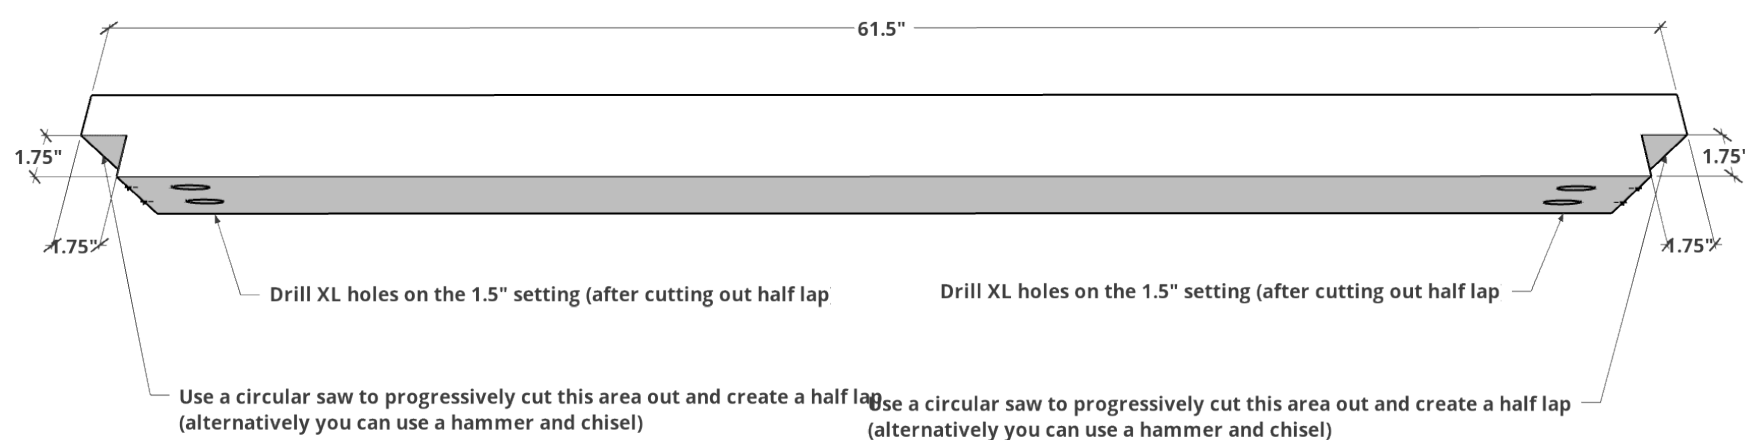 61.5"
1.75"
1.75"
1.75"
1.75"
Drill XL holes on the 1.5" setting (after cutting out half lap
Drill XL holes on the 1.5" setting (after cutting out half lap
Use a circular saw to progressively cut this area out and create a half lap
(alternatively you can use a hammer and chisel)
Use a circular saw to progressively cut this area out and create a half lap
(alternatively you can use a hammer and chisel)